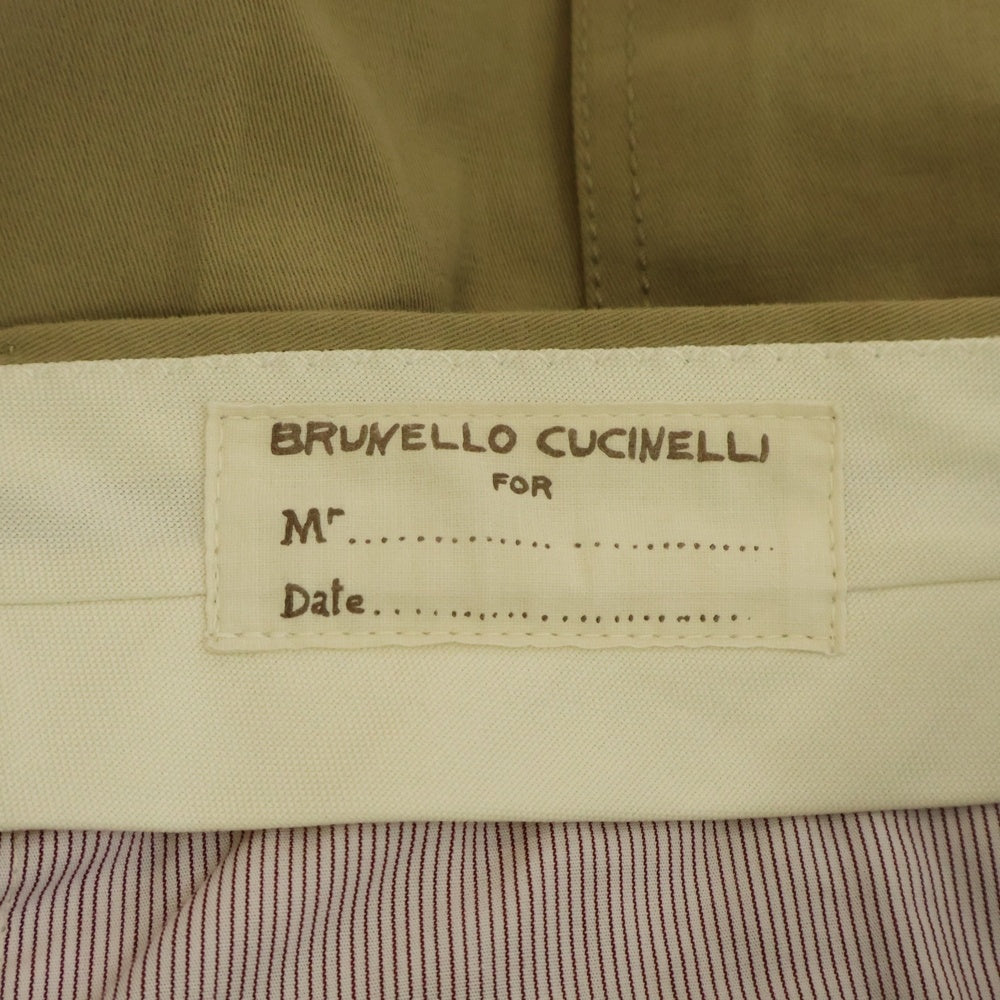 BRUNELLO CUCINELLI
FOR
Mr........................................
Date......................................